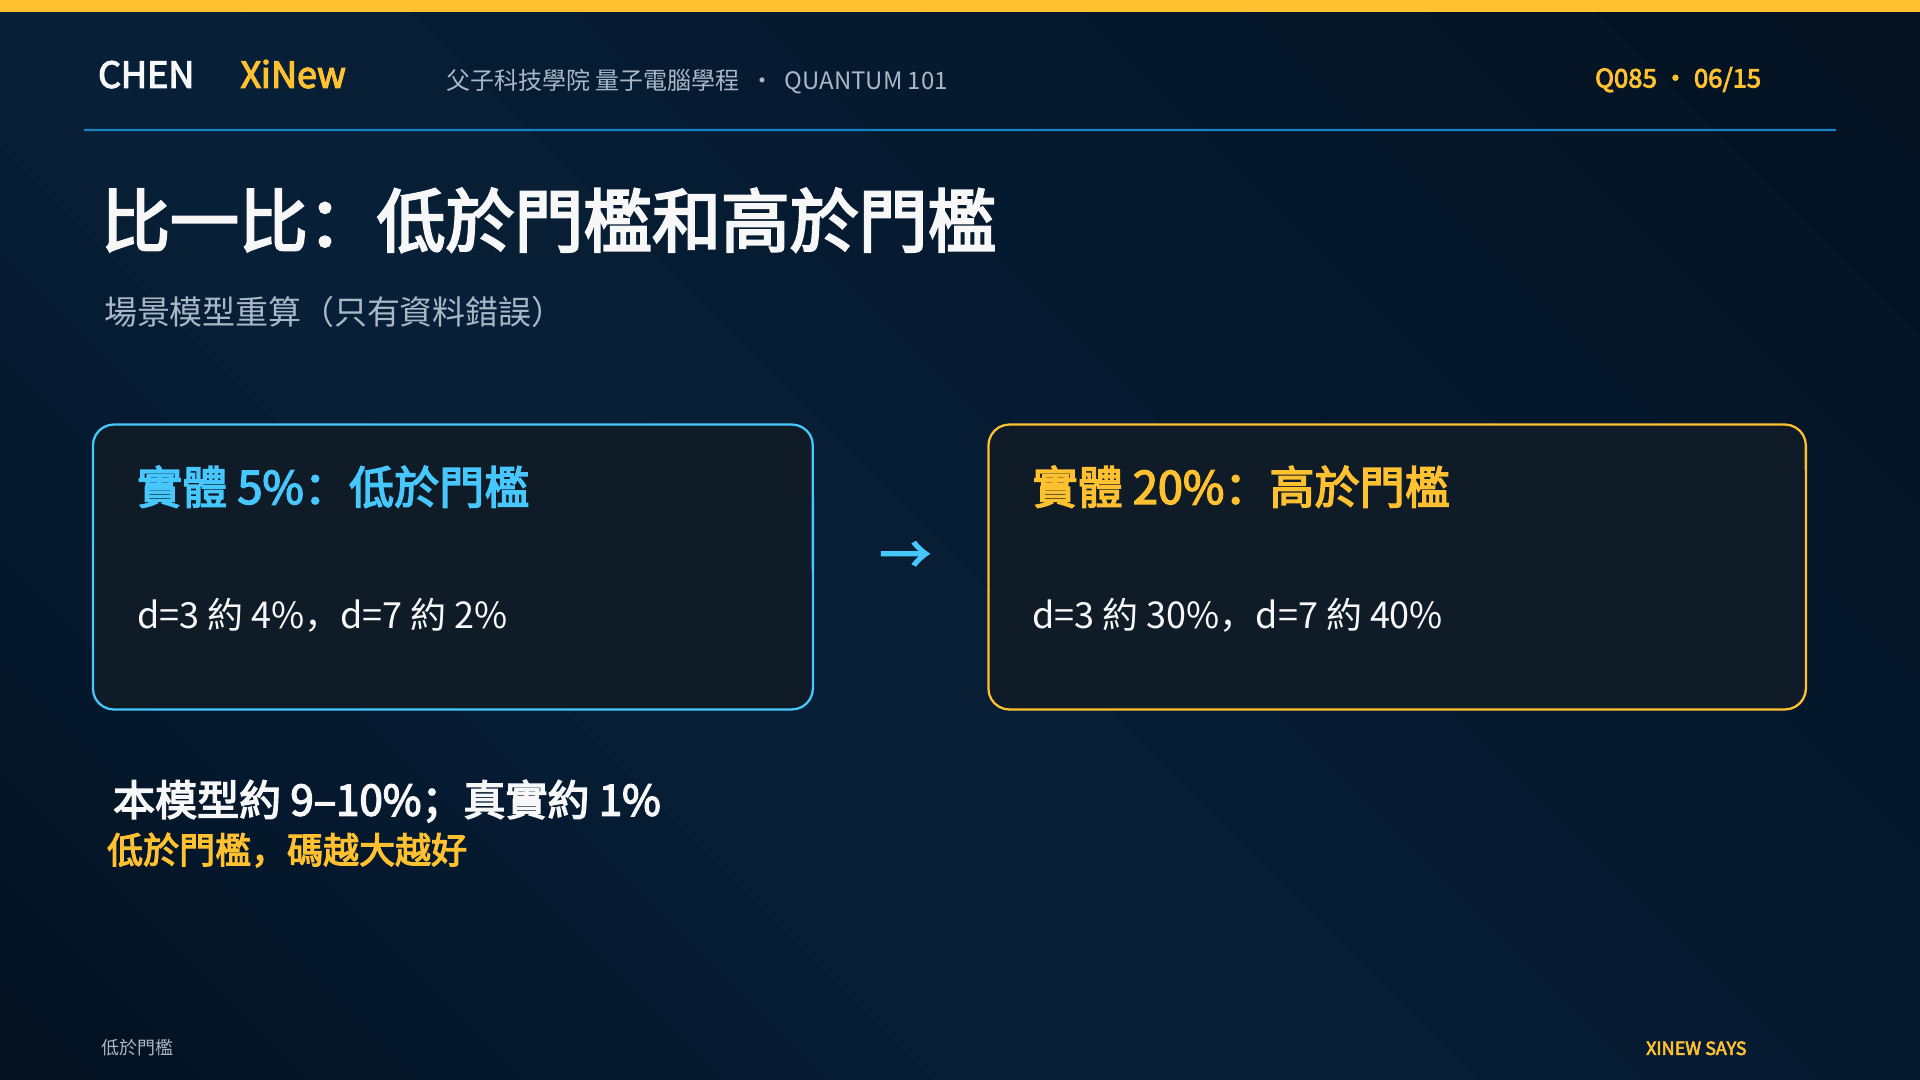 CHEN XiNew 父子科技學院 量子電腦學程 · QUANTUM 101 Q085 · 06/15
比一比：低於門檻和高於門檻
場景模型重算（只有資料錯誤）
實體 5%：低於門檻
d=3 約 4%，d=7 約 2%
→
實體 20%：高於門檻
d=3 約 30%，d=7 約 40%
本模型約 9–10%；真實約 1%
低於門檻，碼越大越好
低於門檻 XINEW SAYS